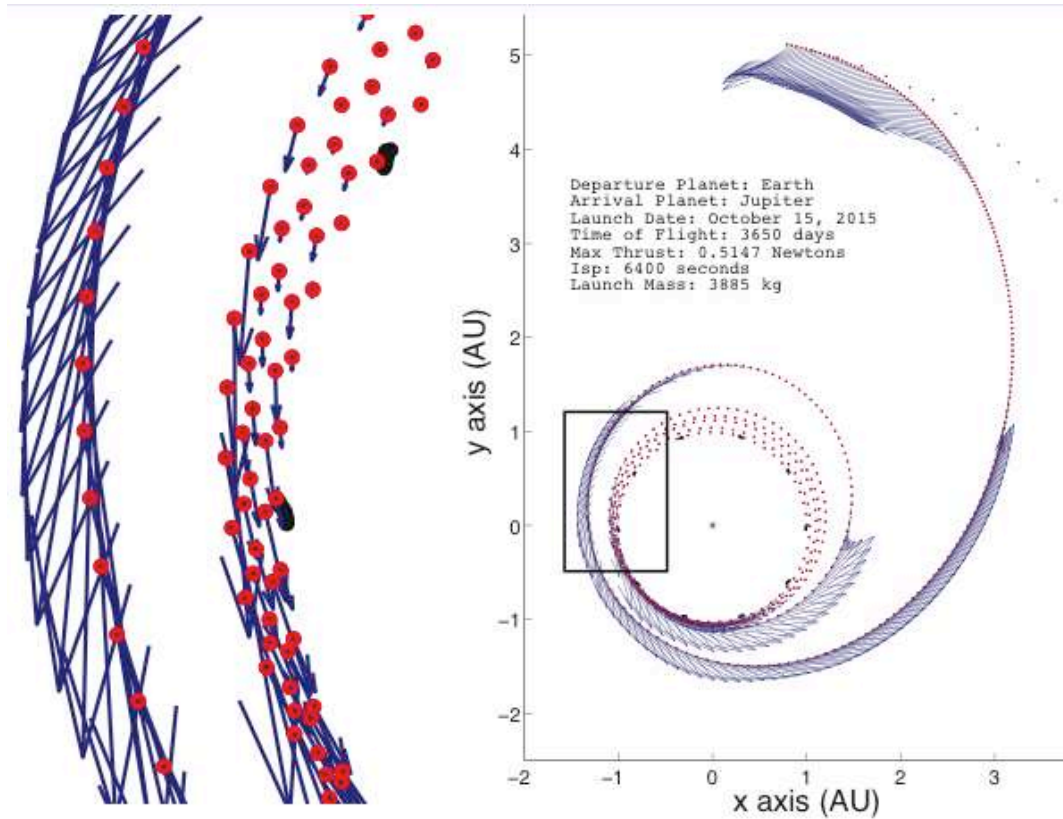 5
4
Departure Planet: Earth
Arrival Planet: Jupiter
Launch Date: October 15, 2015
Time of Flight: 3650 days
Max Thrust: 0.5147 Newtons
Isp: 6400 seconds
Launch Mass: 3885 kg
3
2
1
0
−1
−2
y axis (AU)
−2
−1
0
1
2
3
x axis (AU)